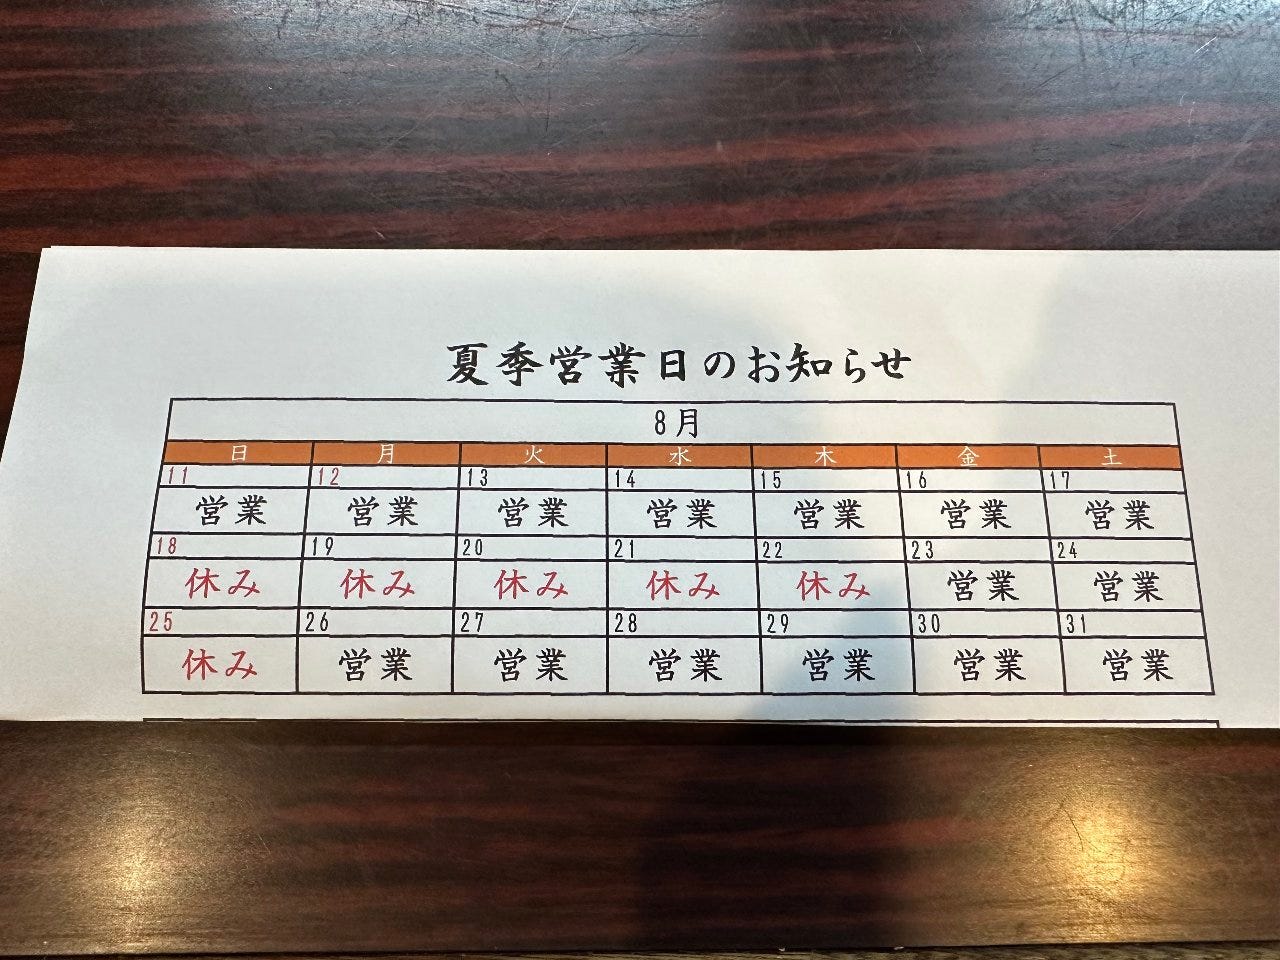 夏季営業日のお知らせ
8月
日 月 火 水 木 金 土
11 12 13 14 15 16 17
営業 営業 営業 営業 営業 営業 営業
18 19 20 21 22 23 24
休み 休み 休み 休み 休み 営業 営業
25 26 27 28 29 30 31
休み 営業 営業 営業 営業 営業 営業